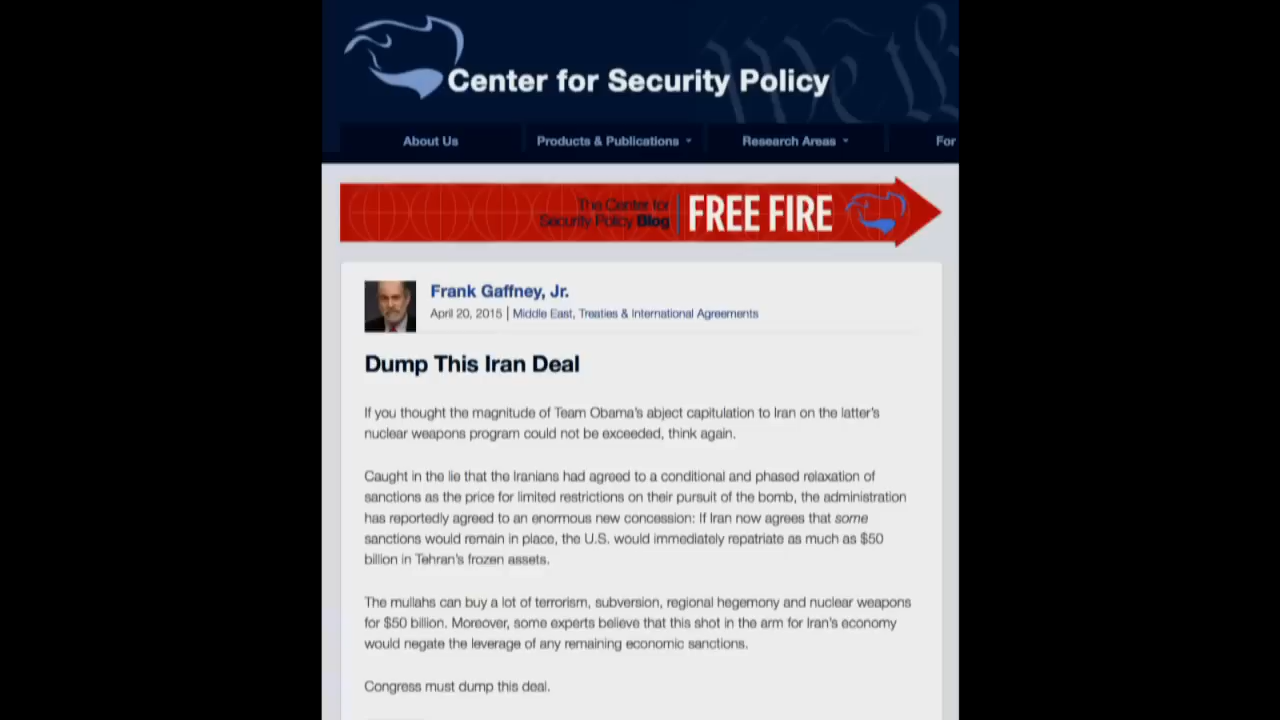 Center for Security Policy
About Us
Products & Publications
Research Areas
For
The Center for
Security Policy Blog
FREE FIRE
Frank Gaffney, Jr.
April 20, 2015 | Middle East, Treaties & International Agreements
Dump This Iran Deal
If you thought the magnitude of Team Obama's abject capitulation to Iran on the latter's
nuclear weapons program could not be exceeded, think again.
Caught in the lie that the Iranians had agreed to a conditional and phased relaxation of
sanctions as the price for limited restrictions on their pursuit of the bomb, the administration
has reportedly agreed to an enormous new concession: If Iran now agrees that some
sanctions would remain in place, the U.S. would immediately repatriate as much as $50
billion in Tehran's frozen assets.
The mullahs can buy a lot of terrorism, subversion, regional hegemony and nuclear weapons
for $50 billion. Moreover, some experts believe that this shot in the arm for Iran's economy
would negate the leverage of any remaining economic sanctions.
Congress must dump this deal.